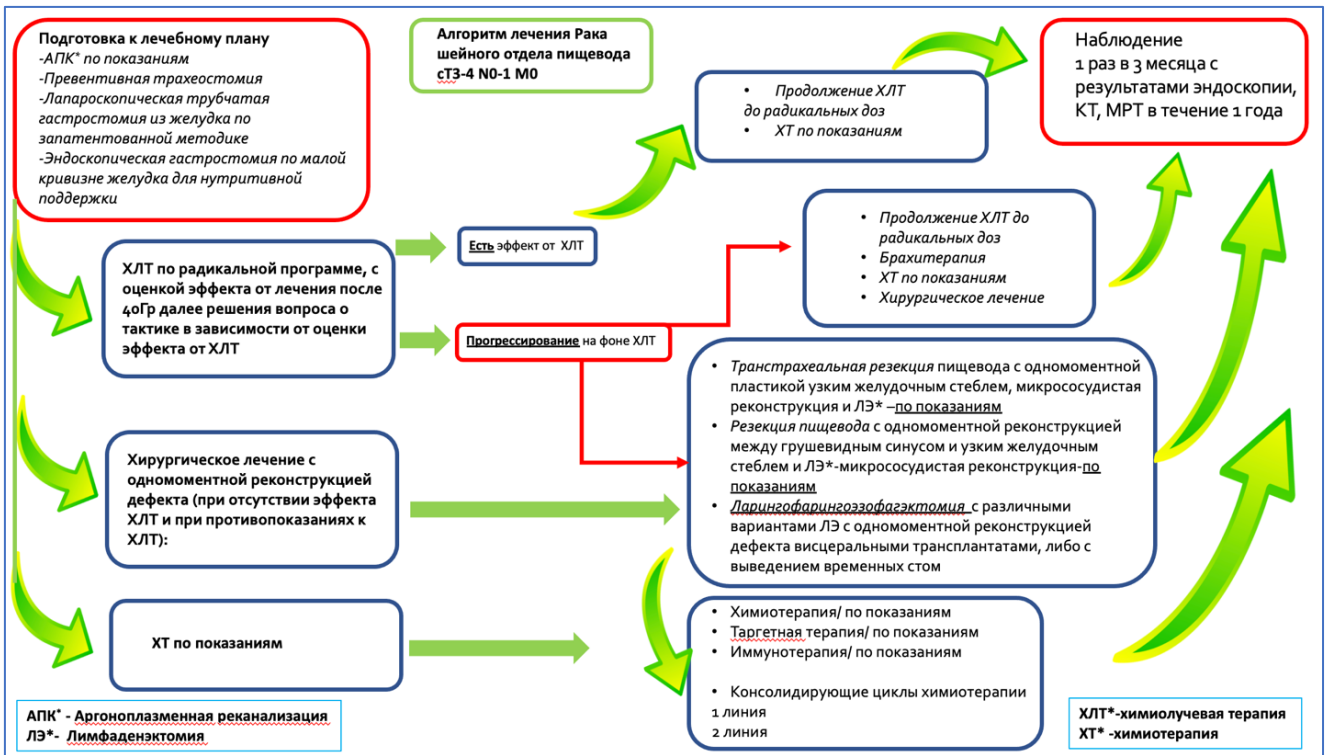 Подготовка к лечебному плану
-АПК* по показаниям
-Превентивная трахеостомия
-Лапароскопическая трубчатая
гастростомия из желудка по
запатентованной методике
-Эндоскопическая гастростомия по малой
кривизне желудка для нутритивной
поддержки
Алгоритм лечения Рака
шейного отдела пищевода
сТ3-4 N0-1 M0
• Продолжение ХЛТ
до радикальных доз
• ХТ по показаниям
Наблюдение
1 раз в 3 месяца с
результатами эндоскопии,
КТ, МРТ в течение 1 года
ХЛТ по радикальной программе, с
оценкой эффекта от лечения после
40Гр далее решения вопроса о
тактике в зависимости от оценки
эффекта от ХЛТ
Есть эффект от ХЛТ
Прогрессирование на фоне ХЛТ
• Продолжение ХЛТ до
радикальных доз
• Брахитерапия
• ХТ по показаниям
• Хирургическое лечение
Хирургическое лечение с
одномоментной реконструкцией
дефекта (при отсутствии эффекта
ХЛТ и при противопоказаниях к
ХЛТ):
• Транстрахеальная резекция пищевода с одномоментной
пластикой узким желудочным стеблем, микрососудистая
реконструкция и ЛЭ* –по показаниям
• Резекция пищевода с одномоментной реконструкцией
между грушевидным синусом и узким желудочным
стеблем и ЛЭ*-микрососудистая реконструкция-по
показаниям
• Ларингофарингоэзофагэктомия с различными
вариантами ЛЭ с одномоментной реконструкцией
дефекта висцеральными трансплантатами, либо с
выведением временных стом
ХТ по показаниям
• Химиотерапия/ по показаниям
• Таргетная терапия/ по показаниям
• Иммунотерапия/ по показаниям
• Консолидирующие циклы химиотерапии
1 линия
2 линия
АПК* - Аргоноплазменная реканализация
ЛЭ*- Лимфаденэктомия
ХЛТ*-химиолучевая терапия
ХТ* -химиотерапия